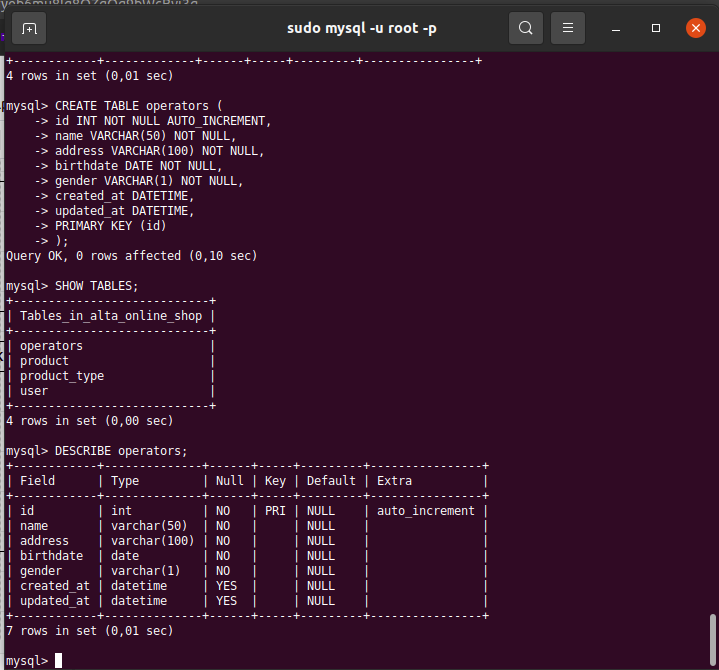 sudo mysql -u root -p
+------------+-------------+------+-----+---------+----------------+
4 rows in set (0,01 sec)
mysql> CREATE TABLE operators (
    -> id INT NOT NULL AUTO_INCREMENT,
    -> name VARCHAR(50) NOT NULL,
    -> address VARCHAR(100) NOT NULL,
    -> birthdate DATE NOT NULL,
    -> gender VARCHAR(1) NOT NULL,
    -> created_at DATETIME,
    -> updated_at DATETIME,
    -> PRIMARY KEY (id)
    -> );
Query OK, 0 rows affected (0,10 sec)
mysql> SHOW TABLES;
+----------------------------+
| Tables_in_alta_online_shop |
+----------------------------+
| operators                  |
| product                    |
| product_type               |
| user                       |
+----------------------------+
4 rows in set (0,00 sec)
mysql> DESCRIBE operators;
+------------+--------------+------+-----+---------+----------------+
| Field      | Type         | Null | Key | Default | Extra          |
+------------+--------------+------+-----+---------+----------------+
| id         | int          | NO   | PRI | NULL    | auto_increment |
| name       | varchar(50)  | NO   |     | NULL    |                |
| address    | varchar(100) | NO   |     | NULL    |                |
| birthdate  | date         | NO   |     | NULL    |                |
| gender     | varchar(1)   | NO   |     | NULL    |                |
| created_at | datetime     | YES  |     | NULL    |                |
| updated_at | datetime     | YES  |     | NULL    |                |
+------------+--------------+------+-----+---------+----------------+
7 rows in set (0,01 sec)
mysql>